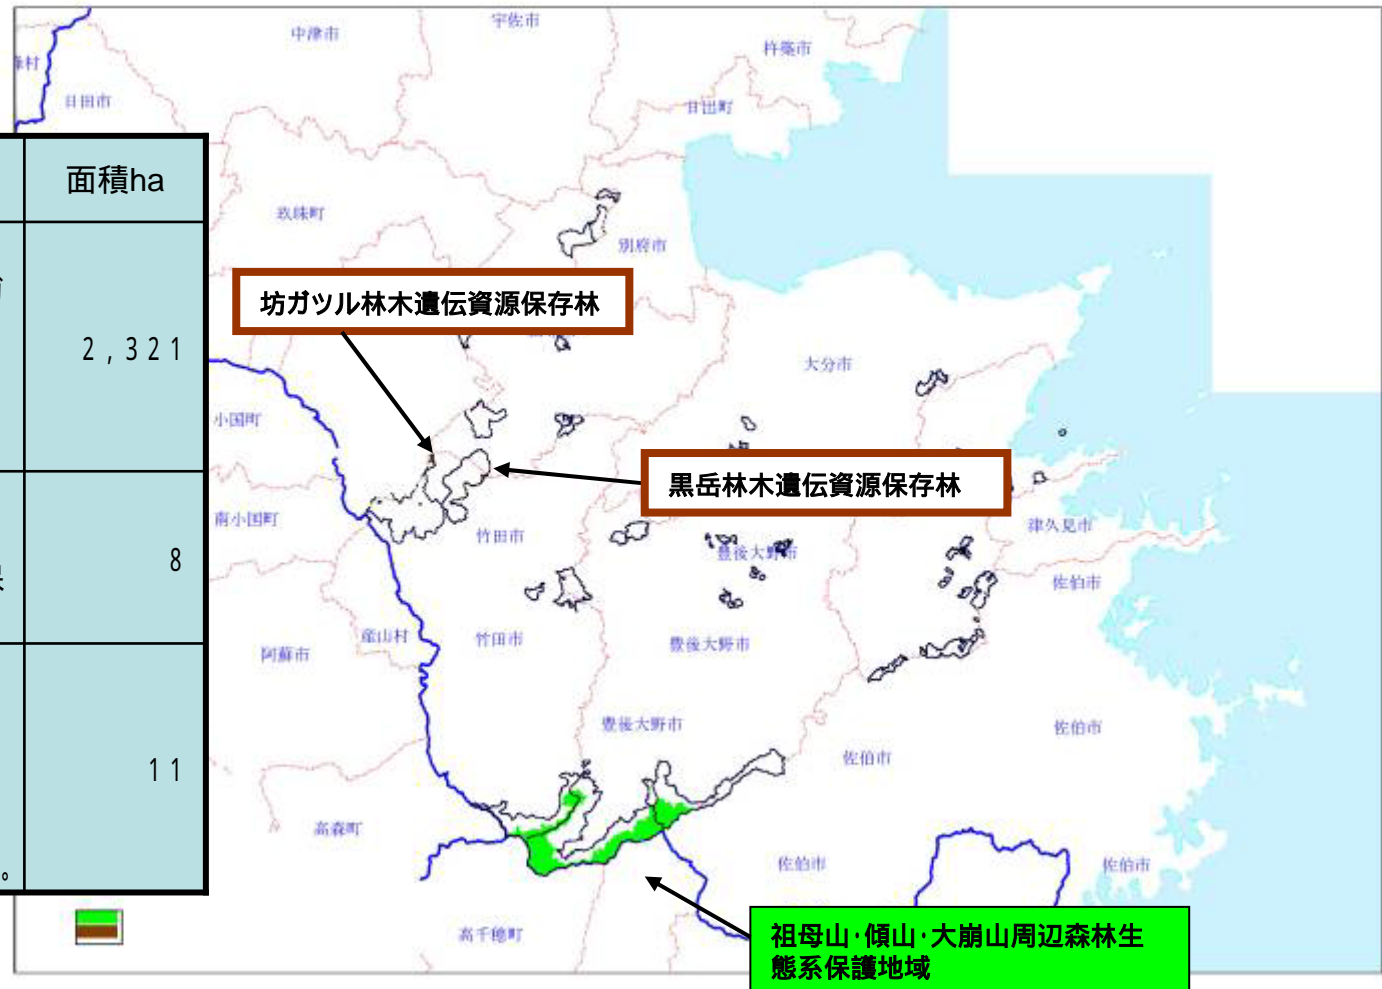 面積ha
2,321
8
11
。
中津市
宇佐市
杵築市
日田市
日出町
玖珠町
別府市
坊ガツル林木遺伝資源保存林
大分市
小国町
黒岳林木遺伝資源保存林
南小国町
竹田市
豊後大野市
津久見市
佐伯市
産山村
阿蘇市
竹田市
豊後大野市
豊後大野市
佐伯市
佐伯市
高森町
佐伯市
佐伯市
高千穂町
祖母山・傾山・大崩山周辺森林生
態系保護地域